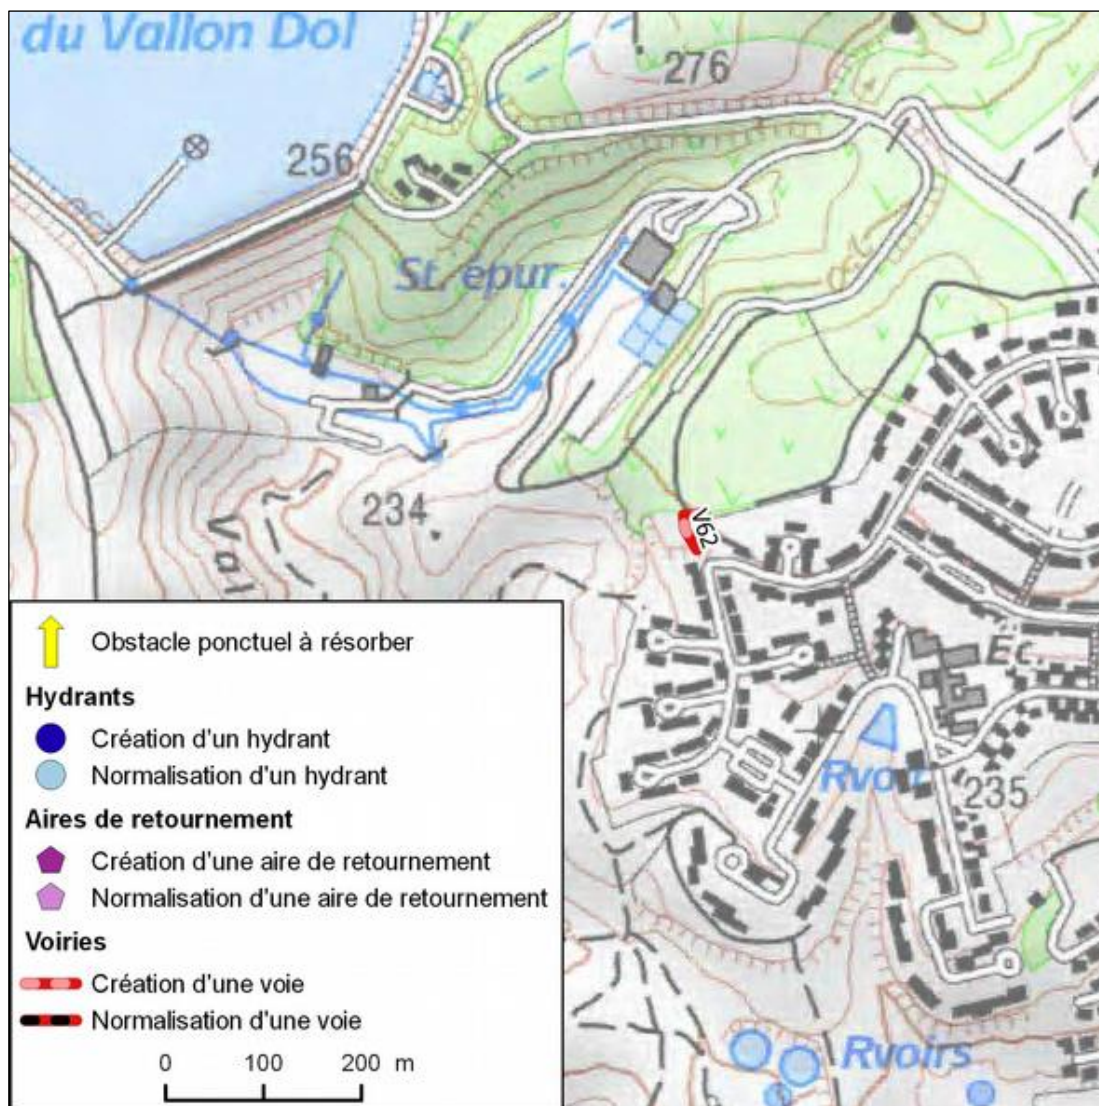 du Vallon Dol
276
256
St. épur.
234
Val
V62
Ec.
Rvoir
235
Rvoirs
Obstacle ponctuel à résorber
Hydrants
Création d'un hydrant
Normalisation d'un hydrant
Aires de retournement
Création d'une aire de retournement
Normalisation d'une aire de retournement
Voiries
Création d'une voie
Normalisation d'une voie
0 100 200 m